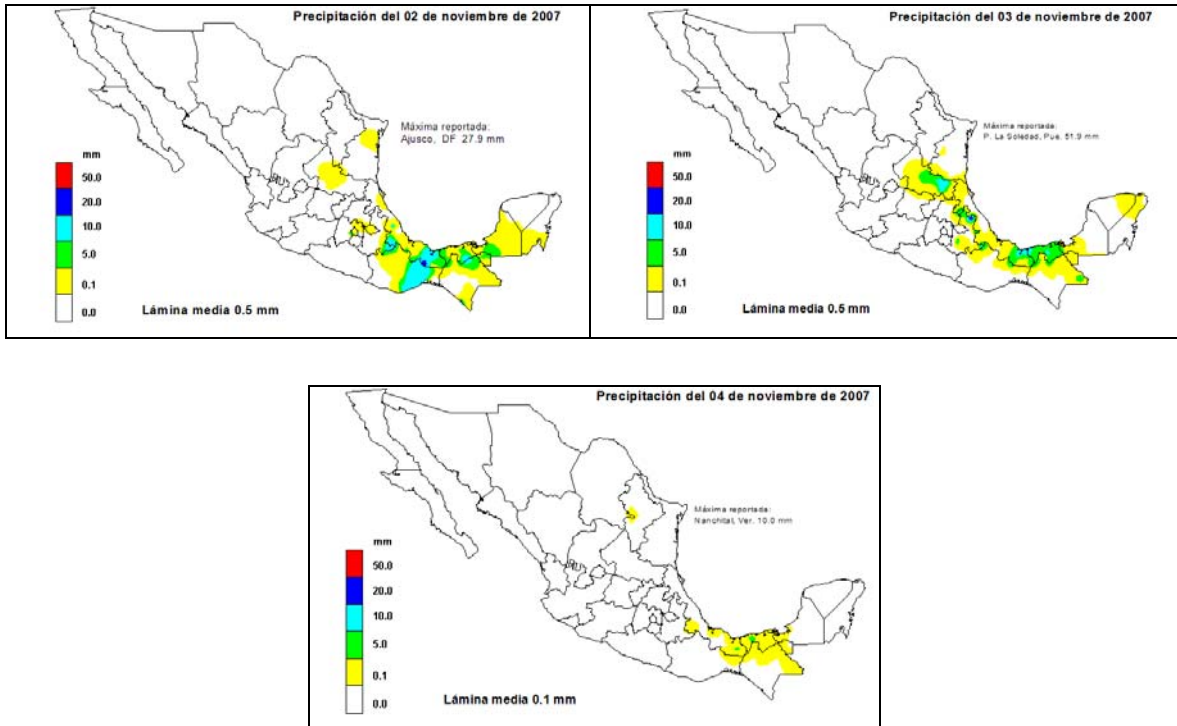 Precipitación del 02 de noviembre de 2007
Máxima reportada:
Ajusco, DF 27.9 mm
mm
50.0
20.0
10.0
5.0
0.1
0.0
Lámina media 0.5 mm
Precipitación del 03 de noviembre de 2007
Máxima reportada:
P. La Soledad, Pue. 51.9 mm
mm
50.0
20.0
10.0
5.0
0.1
0.0
Lámina media 0.5 mm
Precipitación del 04 de noviembre de 2007
Máxima reportada:
Nanchital, Ver. 10.0 mm
mm
50.0
20.0
10.0
5.0
0.1
0.0
Lámina media 0.1 mm